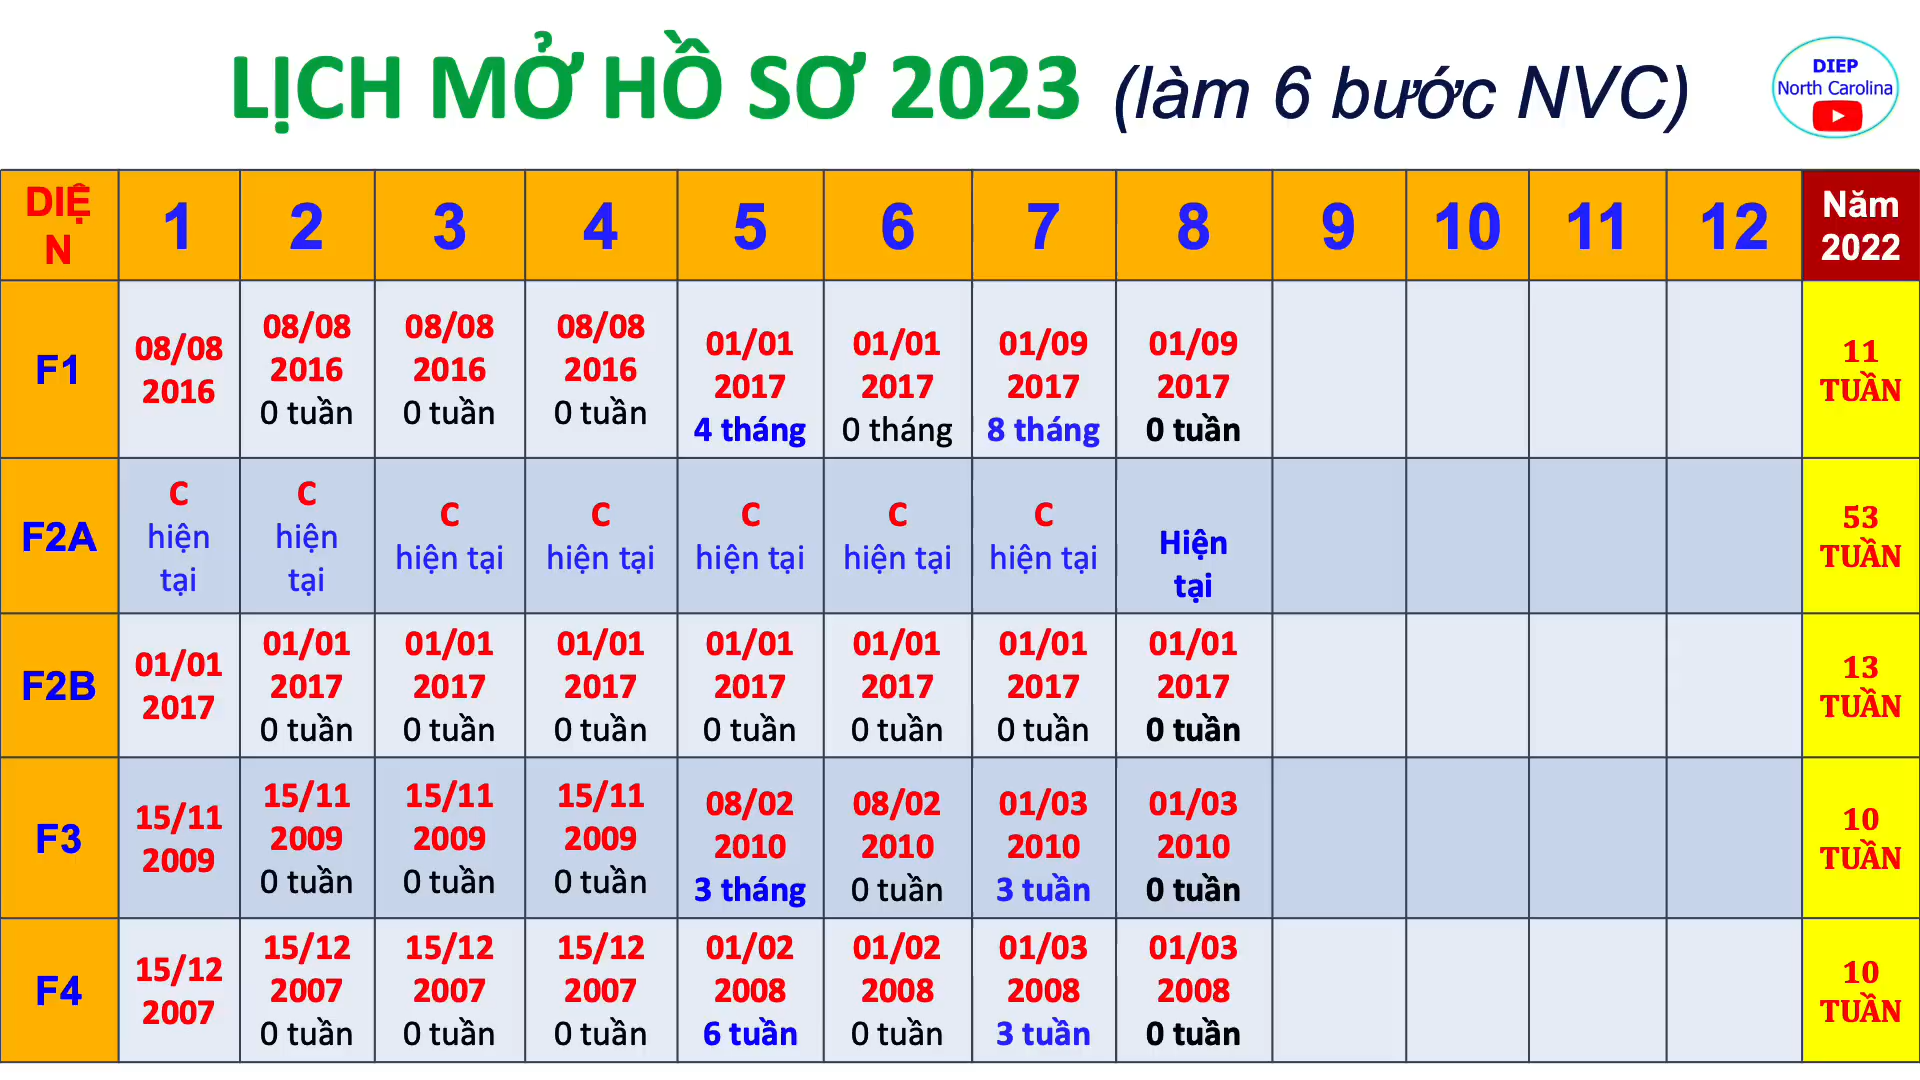 LỊCH MỞ HỒ SƠ 2023 (làm 6 bước NVC)
DIEP
North Carolina
DIỆ
N
1 2 3 4 5 6 7 8 9 10 11 12
Năm
2022
F1
08/08
2016
08/08
2016
0 tuần
08/08
2016
0 tuần
08/08
2016
0 tuần
01/01
2017
4 tháng
01/01
2017
0 tháng
01/09
2017
8 tháng
01/09
2017
0 tuần
11
TUẦN
F2A
C
hiện
tại
C
hiện
tại
C
hiện tại
C
hiện tại
C
hiện tại
C
hiện tại
C
hiện tại
Hiện
tại
53
TUẦN
F2B
01/01
2017
01/01
2017
0 tuần
01/01
2017
0 tuần
01/01
2017
0 tuần
01/01
2017
0 tuần
01/01
2017
0 tuần
01/01
2017
0 tuần
01/01
2017
0 tuần
13
TUẦN
F3
15/11
2009
15/11
2009
0 tuần
15/11
2009
0 tuần
15/11
2009
0 tuần
08/02
2010
3 tháng
08/02
2010
0 tuần
01/03
2010
3 tuần
01/03
2010
0 tuần
10
TUẦN
F4
15/12
2007
15/12
2007
0 tuần
15/12
2007
0 tuần
15/12
2007
0 tuần
01/02
2008
6 tuần
01/02
2008
0 tuần
01/03
2008
3 tuần
01/03
2008
0 tuần
10
TUẦN